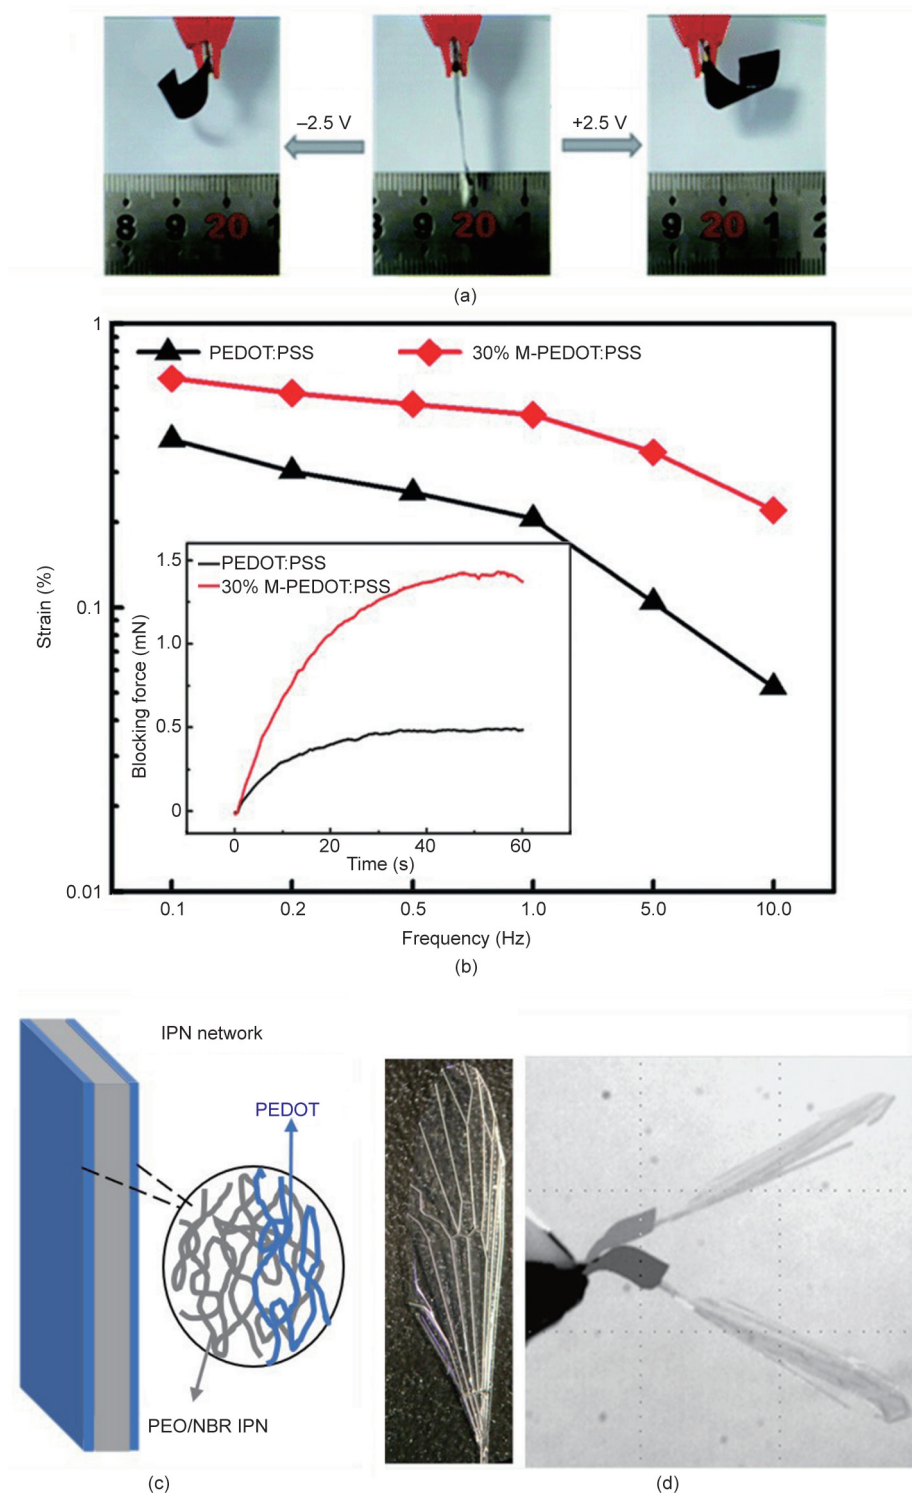 –2.5 V
+2.5 V
8 9 20 1
9 20 1
9 20 1 2
(a)
1
PEDOT:PSS
30% M-PEDOT:PSS
Strain (%)
0.1
0.01
PEDOT:PSS
30% M-PEDOT:PSS
Blocking force (mN)
1.5
1.0
0.5
0
0 20 40 60
Time (s)
0.1 0.2 0.5 1.0 5.0 10.0
Frequency (Hz)
(b)
IPN network
PEDOT
PEO/NBR IPN
(c)
(d)